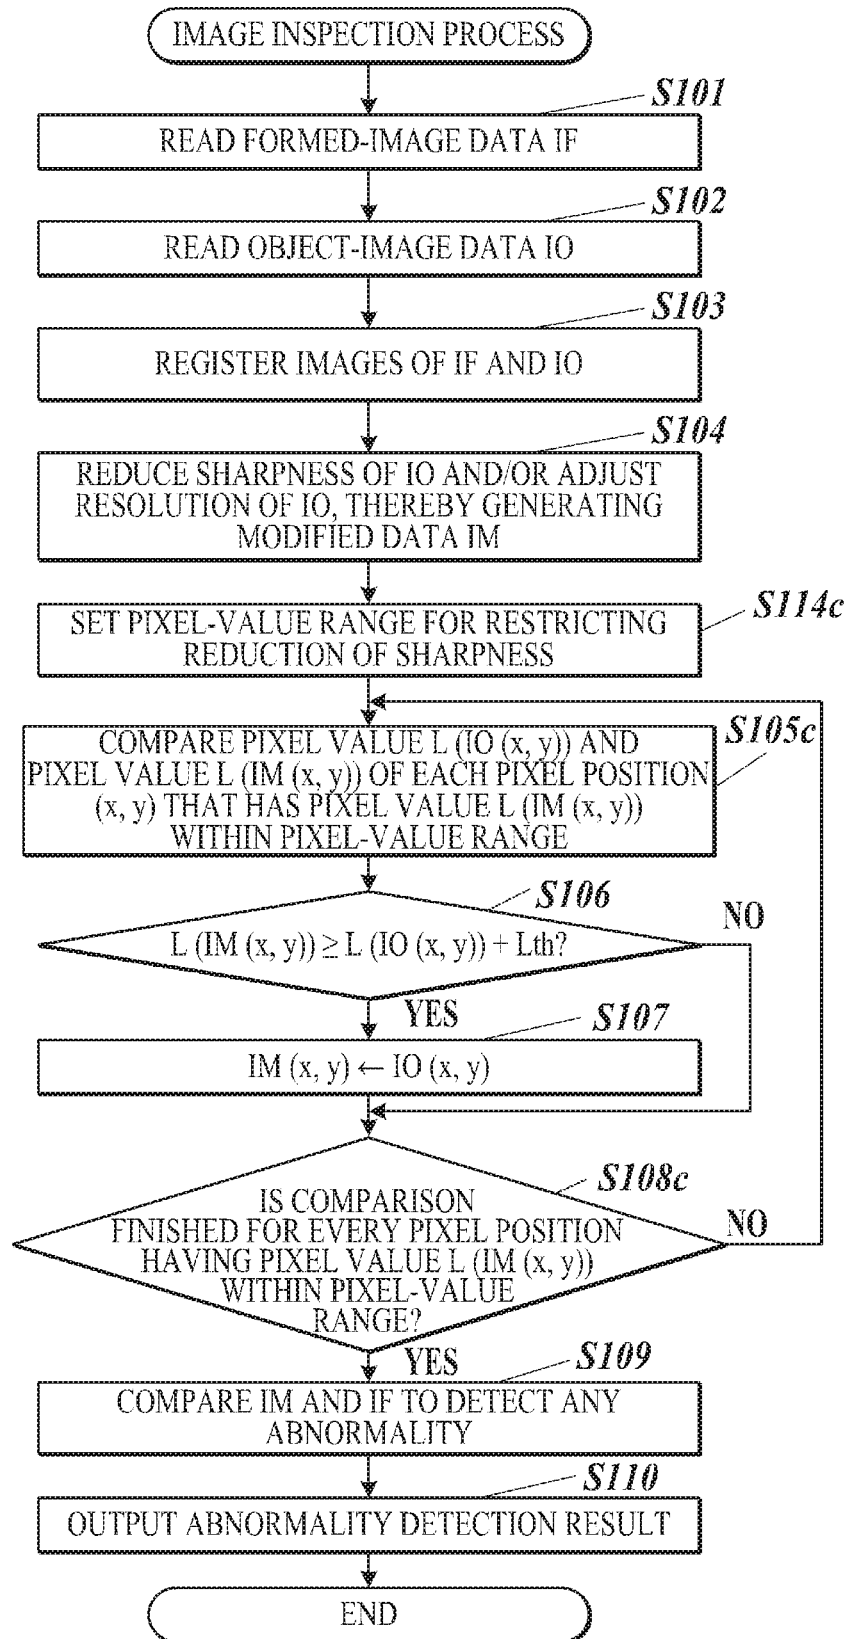 IMAGE INSPECTION PROCESS
S101
READ FORMED-IMAGE DATA IF
S102
READ OBJECT-IMAGE DATA IO
S103
REGISTER IMAGES OF IF AND IO
S104
REDUCE SHARPNESS OF IO AND/OR ADJUST
RESOLUTION OF IO, THEREBY GENERATING
MODIFIED DATA IM
S114c
SET PIXEL-VALUE RANGE FOR RESTRICTING
REDUCTION OF SHARPNESS
S105c
COMPARE PIXEL VALUE L (IO (x, y)) AND
PIXEL VALUE L (IM (x, y)) OF EACH PIXEL POSITION
(x, y) THAT HAS PIXEL VALUE L (IM (x, y))
WITHIN PIXEL-VALUE RANGE
S106
NO
L (IM (x, y)) ≧ L (IO (x, y)) + Lth?
YES
S107
IM (x, y) ← IO (x, y)
S108c
IS COMPARISON
FINISHED FOR EVERY PIXEL POSITION
HAVING PIXEL VALUE L (IM (x, y))
WITHIN PIXEL-VALUE
RANGE?
NO
YES
S109
COMPARE IM AND IF TO DETECT ANY
ABNORMALITY
S110
OUTPUT ABNORMALITY DETECTION RESULT
END